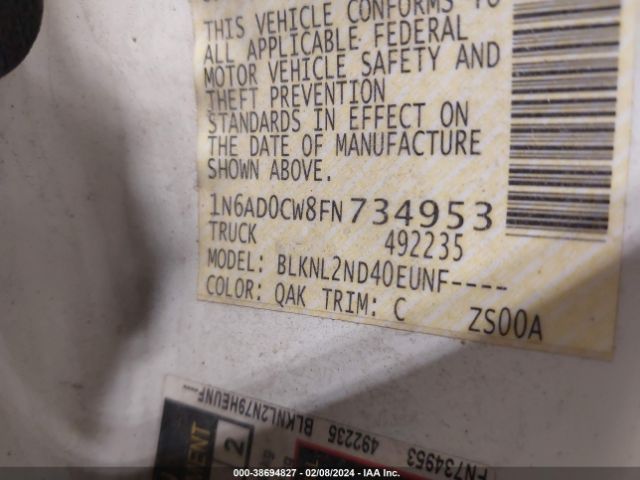 THIS VEHICLE CONFORMS TO
ALL APPLICABLE FEDERAL
MOTOR VEHICLE SAFETY AND
THEFT PREVENTION
STANDARDS IN EFFECT ON
THE DATE OF MANUFACTURE
SHOWN ABOVE.
1N6AD0CW8FN734953
TRUCK 492235
MODEL: BLKNL2ND40EUNF----
COLOR: QAK TRIM: C ZS00A
FN734953 492235 BLKNL2N79HEUNF----
2
000-38694827 - 02/08/2024 - IAA Inc.